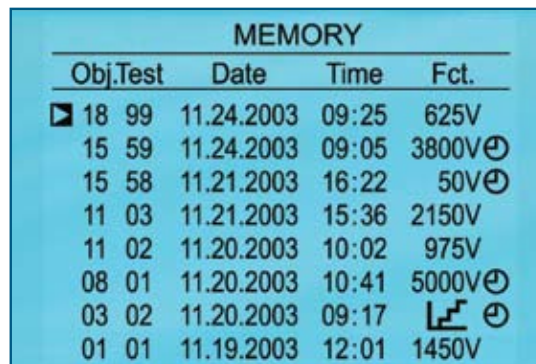 MEMORY
Obj.Test Date Time Fct.
18 99 11.24.2003 09:25 625V
15 59 11.24.2003 09:05 3800V
15 58 11.21.2003 16:22 50V
11 03 11.21.2003 15:36 2150V
11 02 11.20.2003 10:02 975V
08 01 11.20.2003 10:41 5000V
03 02 11.20.2003 09:17
01 01 11.19.2003 12:01 1450V